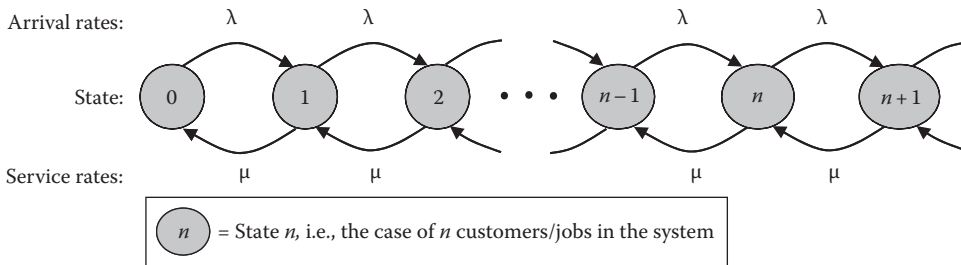 Arrival rates: λ λ λ λ
State: 0 1 2 • • • n – 1 n n + 1
Service rates: μ μ μ μ
n = State n, i.e., the case of n customers/jobs in the system